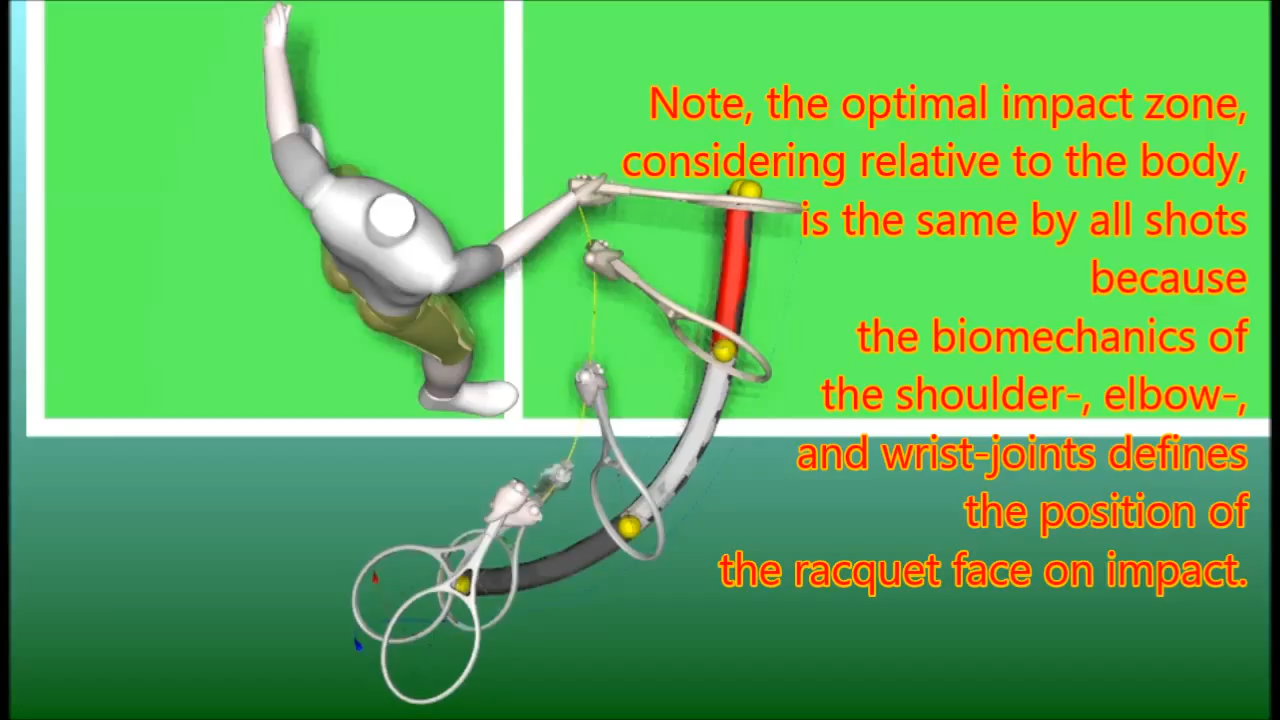 Note, the optimal impact zone,
considering relative to the body,
is the same by all shots
because
the biomechanics of
the shoulder-, elbow-,
and wrist-joints defines
the position of
the racquet face on impact.